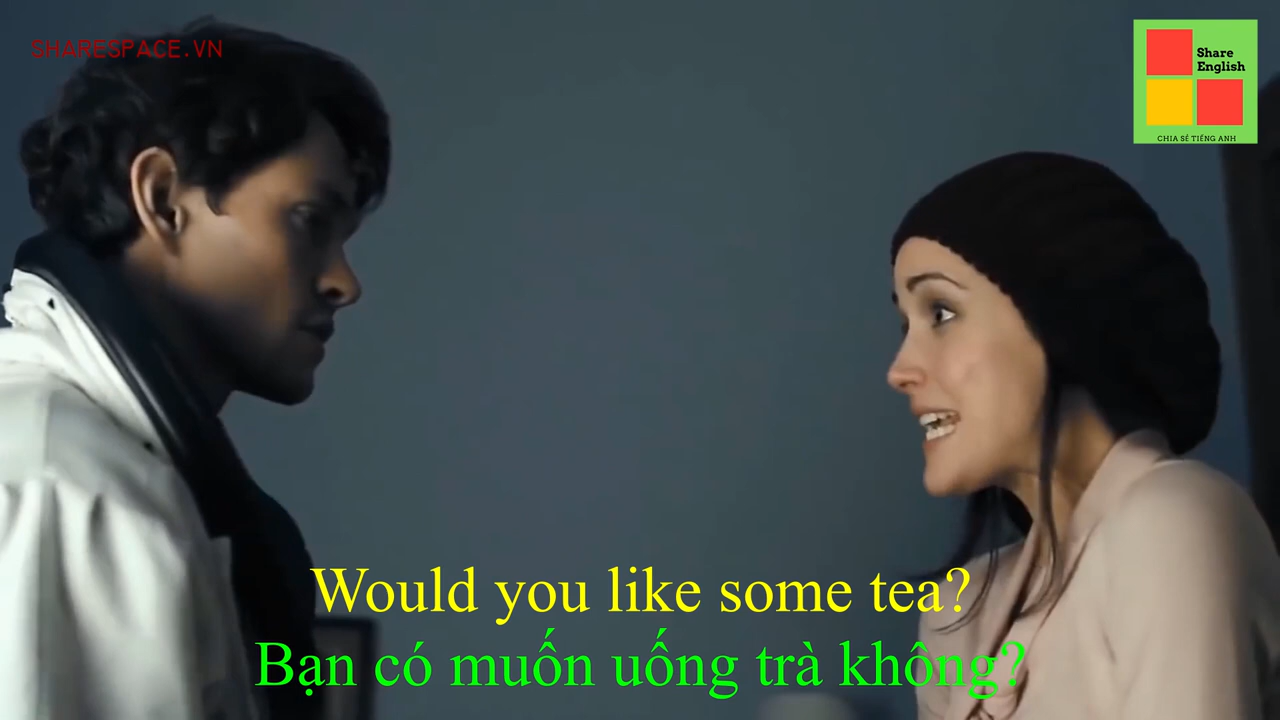 SHARESPACE.VN
Share
English
CHIA SẺ TIẾNG ANH
Would you like some tea?
Bạn có muốn uống trà không?